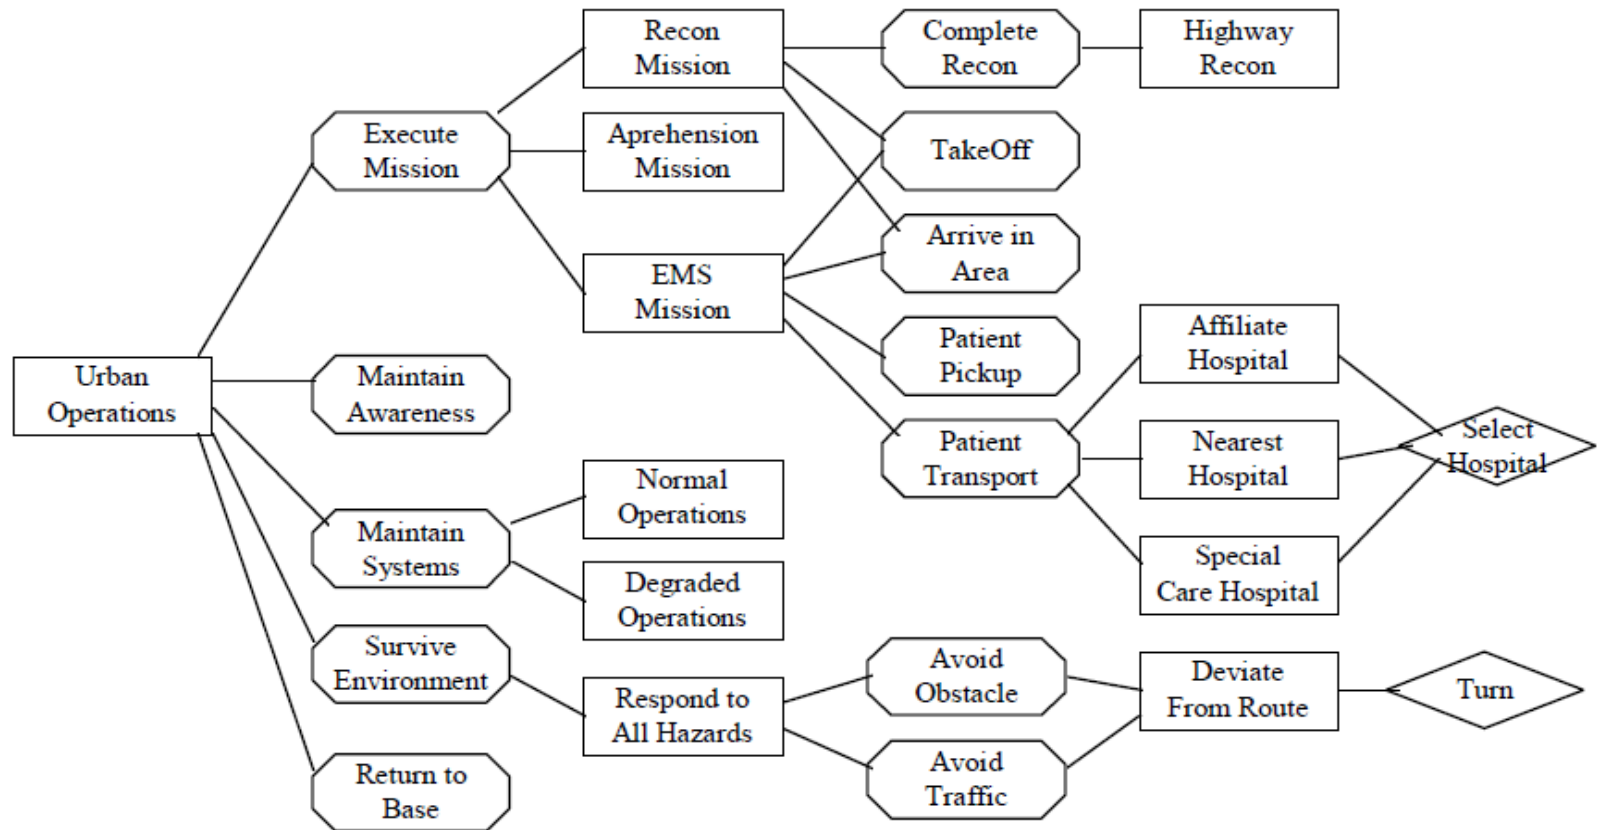 Recon
Mission
Complete
Recon
Highway
Recon
Execute
Mission
Aprehension
Mission
TakeOff
Arrive in
Area
EMS
Mission
Patient
Pickup
Affiliate
Hospital
Urban
Operations
Maintain
Awareness
Patient
Transport
Nearest
Hospital
Select
Hospital
Normal
Operations
Maintain
Systems
Degraded
Operations
Special
Care Hospital
Survive
Environment
Respond to
All Hazards
Avoid
Obstacle
Deviate
From Route
Turn
Return to
Base
Avoid
Traffic